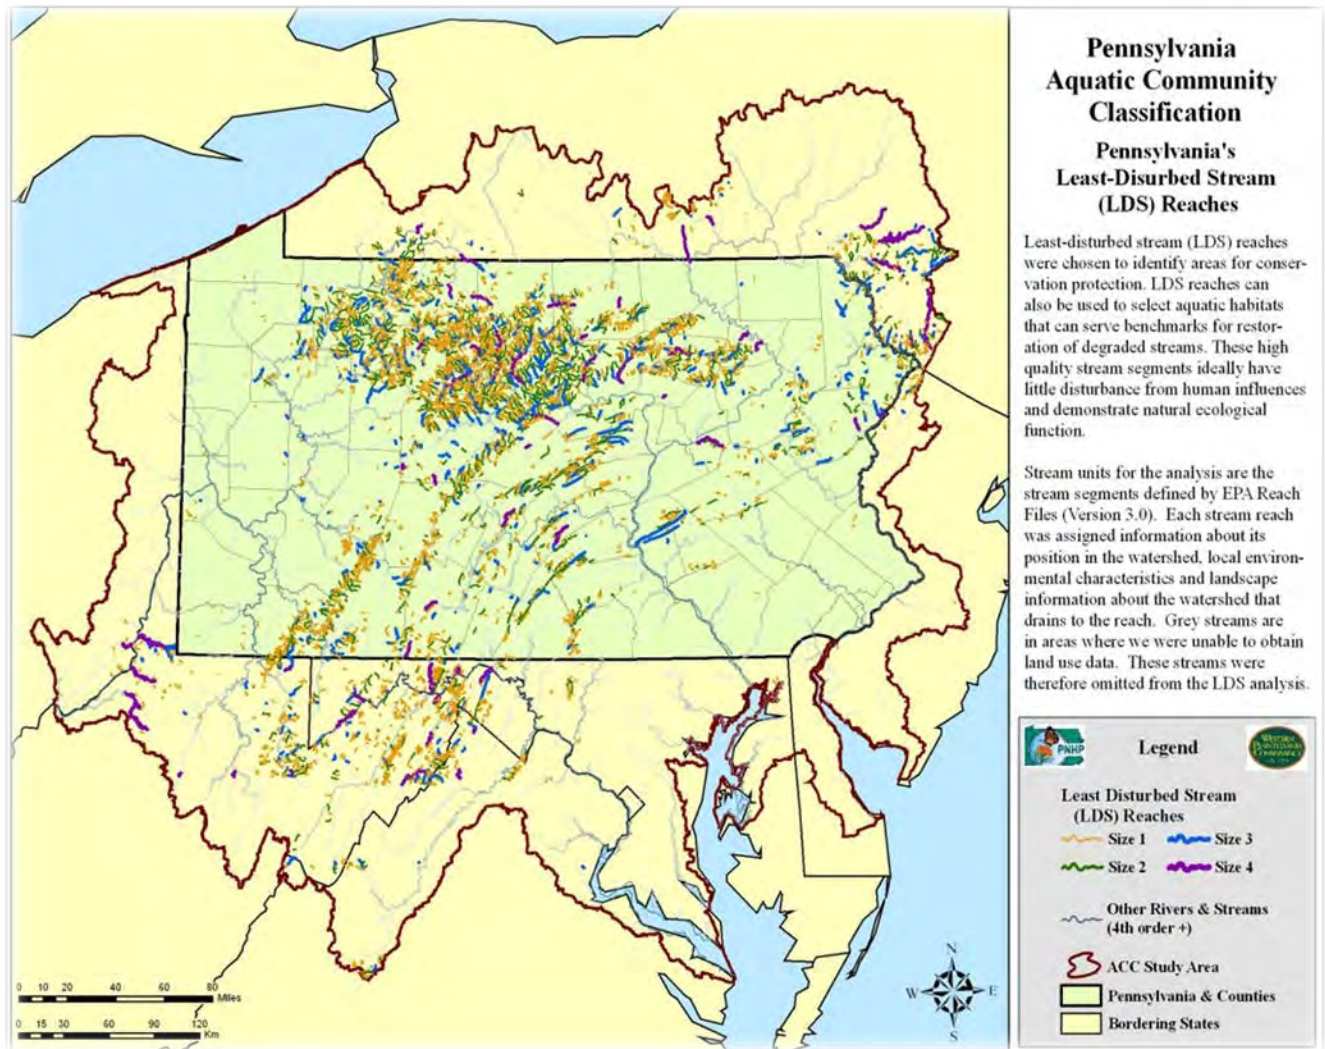 Pennsylvania
Aquatic Community
Classification
Pennsylvania's
Least-Disurbed Stream
(LDS) Reaches
Least-disturbed stream (LDS) reaches
were chosen to identify areas for conser-
vation protection. LDS reaches can
also be used to select aquatic habitats
that can serve benchmarks for restor-
ation of degraded streams. These high
quality stream segments ideally have
little disturbance from human influences
and demonstrate natural ecological
function.
Stream units for the analysis are the
stream segments defined by EPA Reach
Files (Version 3.0). Each stream reach
was assigned information about its
position in the watershed, local environ-
mental characteristics and landscape
information about the watershed that
drains to the reach. Grey streams are
in areas where we were unable to obtain
land use data. These streams were
therefore omitted from the LDS analysis.
PNHP
Legend
WESTERN
PENNSYLVANIA
CONSERVANCY
Least Disturbed Stream
(LDS) Reaches
Size 1 Size 3
Size 2 Size 4
Other Rivers & Streams
(4th order +)
ACC Study Area
Pennsylvania & Counties
Bordering States
N
W E
S
0 10 20 40 60 80
Miles
0 15 30 60 90 120
Km